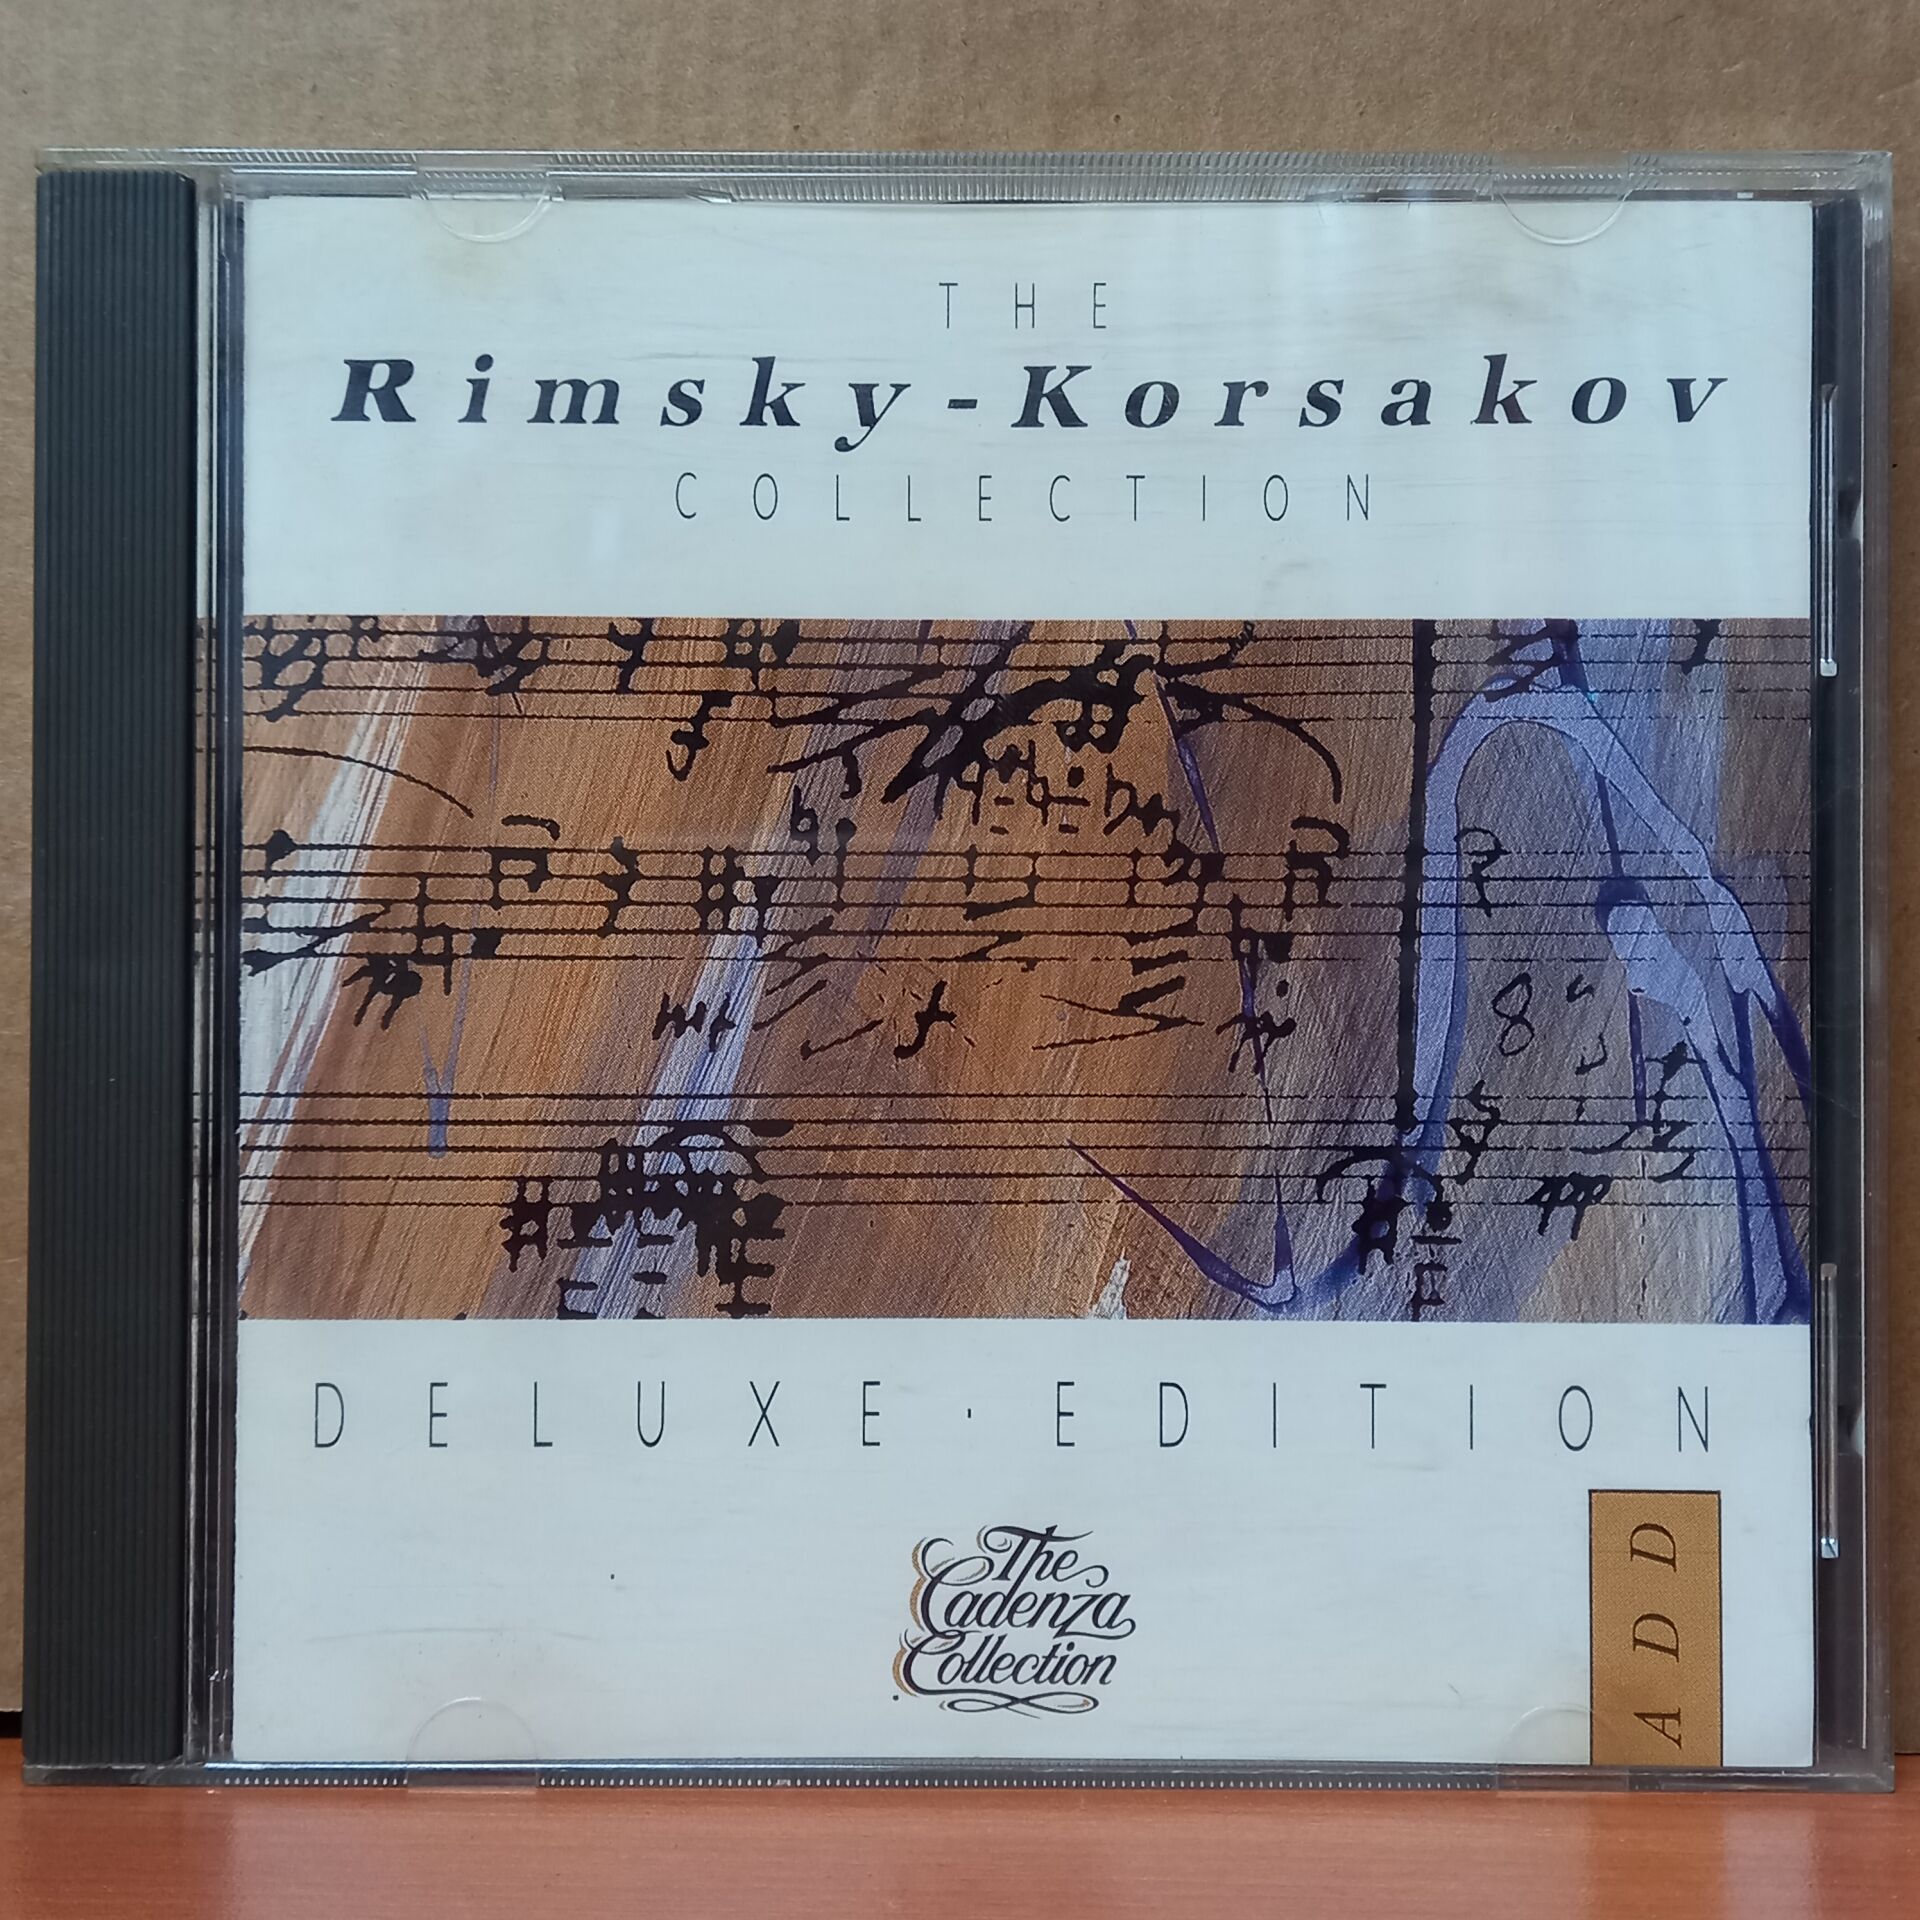 THE
Rimsky-Korsakov
COLLECTION
DELUXE · EDITION
The
Cadenza
Collection
ADD